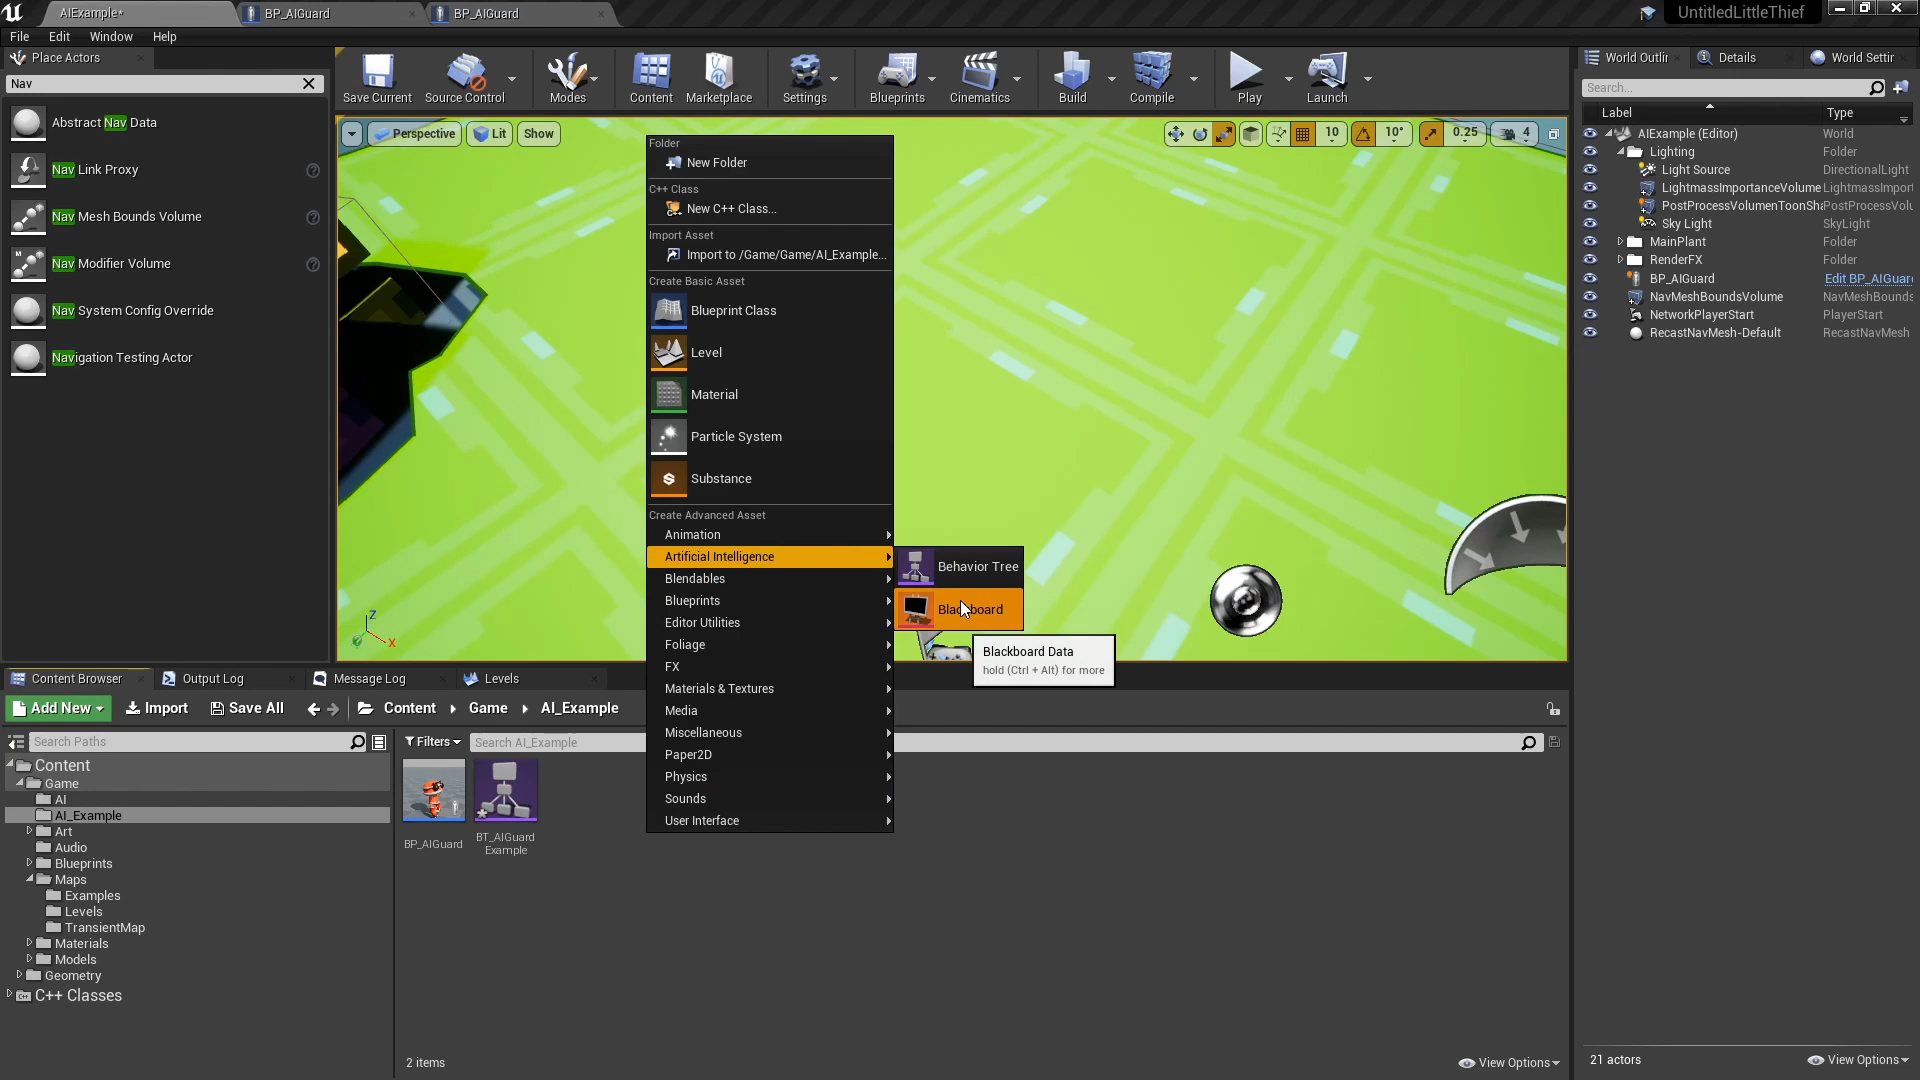 AIExample*
BP_AIGuard
BP_AIGuard
UntitledLittleThief
File Edit Window Help
Place Actors
Nav
Abstract Nav Data
Nav Link Proxy
Nav Mesh Bounds Volume
Nav Modifier Volume
Nav System Config Override
Navigation Testing Actor
Save Current
Source Control
Modes
Content
Marketplace
Settings
Blueprints
Cinematics
Build
Compile
Play
Launch
Perspective
Lit
Show
10
10°
0.25
4
Z
X
Folder
New Folder
C++ Class
New C++ Class...
Import Asset
Import to /Game/Game/AI_Example...
Create Basic Asset
Blueprint Class
Level
Material
Particle System
Substance
Create Advanced Asset
Animation
Artificial Intelligence
Blendables
Blueprints
Editor Utilities
Foliage
FX
Materials & Textures
Media
Miscellaneous
Paper2D
Physics
Sounds
User Interface
Behavior Tree
Blackboard
Blackboard Data
hold (Ctrl + Alt) for more
World Outlir
Details
World Settir
Search...
Label Type
AIExample (Editor) World
Lighting Folder
Light Source DirectionalLight
LightmassImportanceVolume LightmassImport
PostProcessVolumenToonSha PostProcessVolu
Sky Light SkyLight
MainPlant Folder
RenderFX Folder
BP_AIGuard Edit BP_AIGuard
NavMeshBoundsVolume NavMeshBounds
NetworkPlayerStart PlayerStart
RecastNavMesh-Default RecastNavMesh
21 actors
View Options
Content Browser
Output Log
Message Log
Levels
Add New
Import
Save All
Content
Game
AI_Example
Search Paths
Filters
Search AI_Example
Content
Game
AI
AI_Example
Art
Audio
Blueprints
Maps
Examples
Levels
TransientMap
Materials
Models
Geometry
C++ Classes
BP_AIGuard
BT_AIGuard
Example
2 items
View Options